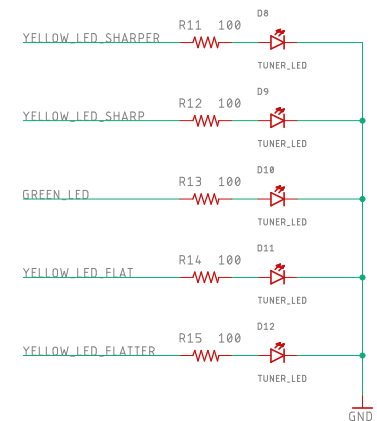 D8
R11 100
YELLOW_LED_SHARPER
TUNER_LED
D9
R12 100
YELLOW_LED_SHARP
TUNER_LED
D10
R13 100
GREEN_LED
TUNER_LED
D11
R14 100
YELLOW_LED_FLAT
TUNER_LED
D12
R15 100
YELLOW_LED_FLATTER
TUNER_LED
GND